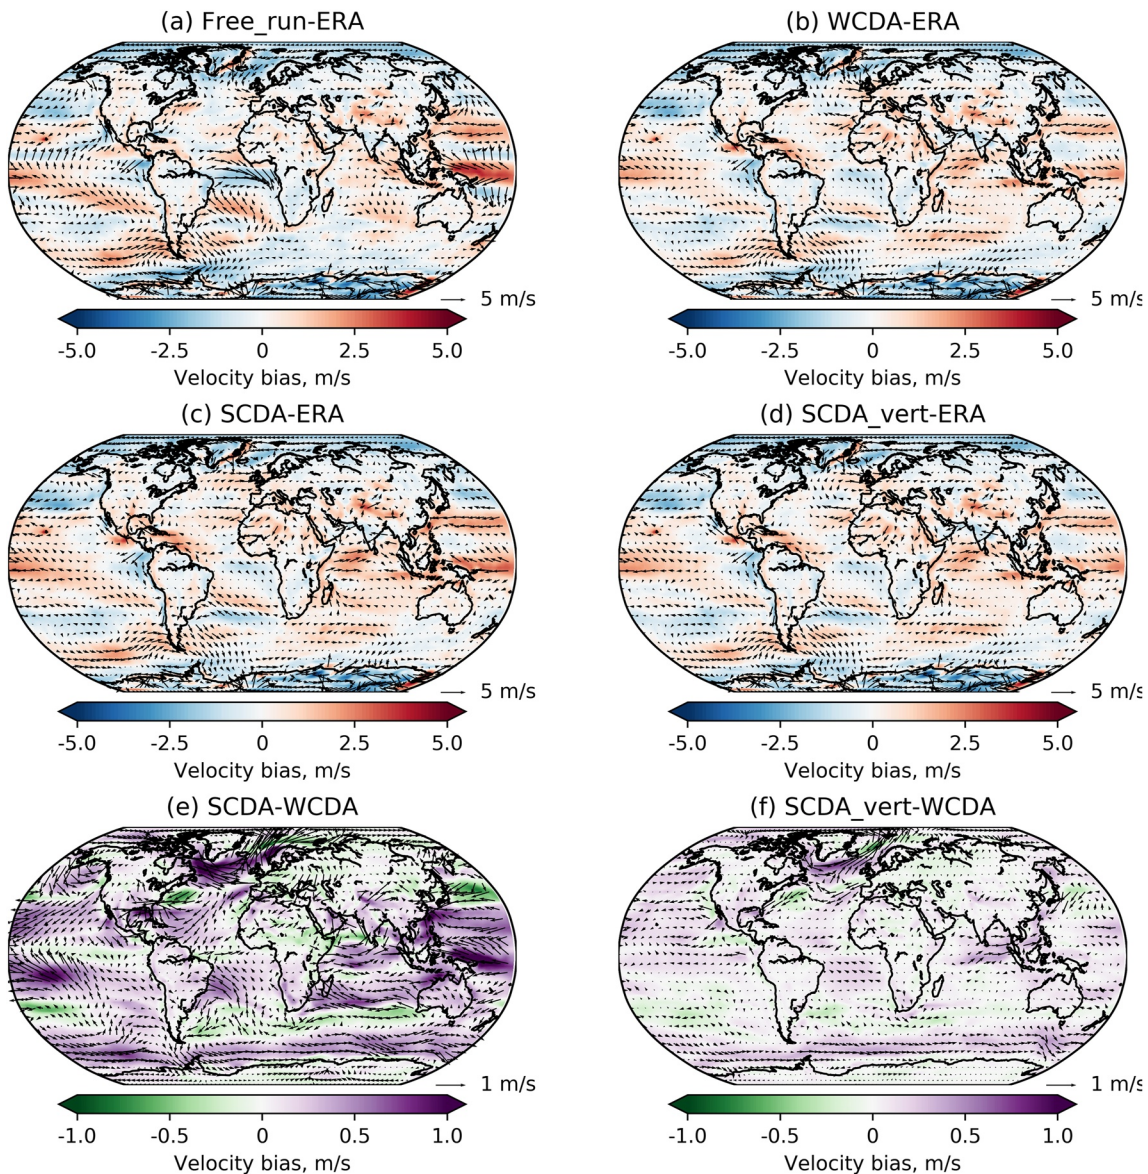 (a) Free_run-ERA
(b) WCDA-ERA
5 m/s
5 m/s
-5.0 -2.5 0 2.5 5.0
-5.0 -2.5 0 2.5 5.0
Velocity bias, m/s
Velocity bias, m/s
(c) SCDA-ERA
(d) SCDA_vert-ERA
5 m/s
5 m/s
-5.0 -2.5 0 2.5 5.0
-5.0 -2.5 0 2.5 5.0
Velocity bias, m/s
Velocity bias, m/s
(e) SCDA-WCDA
(f) SCDA_vert-WCDA
1 m/s
1 m/s
-1.0 -0.5 0 0.5 1.0
-1.0 -0.5 0 0.5 1.0
Velocity bias, m/s
Velocity bias, m/s